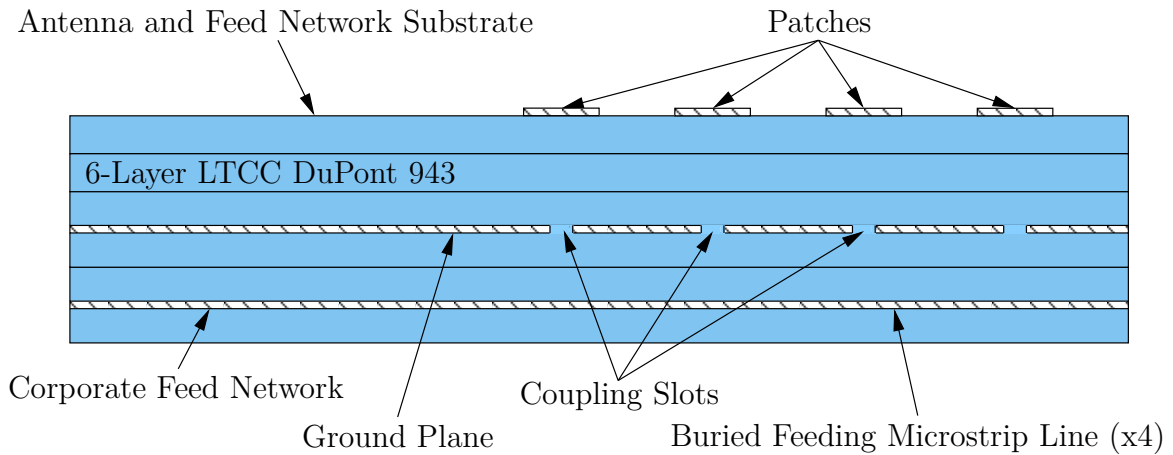 Antenna and Feed Network Substrate
Patches
6-Layer LTCC DuPont 943
Corporate Feed Network
Coupling Slots
Ground Plane
Buried Feeding Microstrip Line (x4)